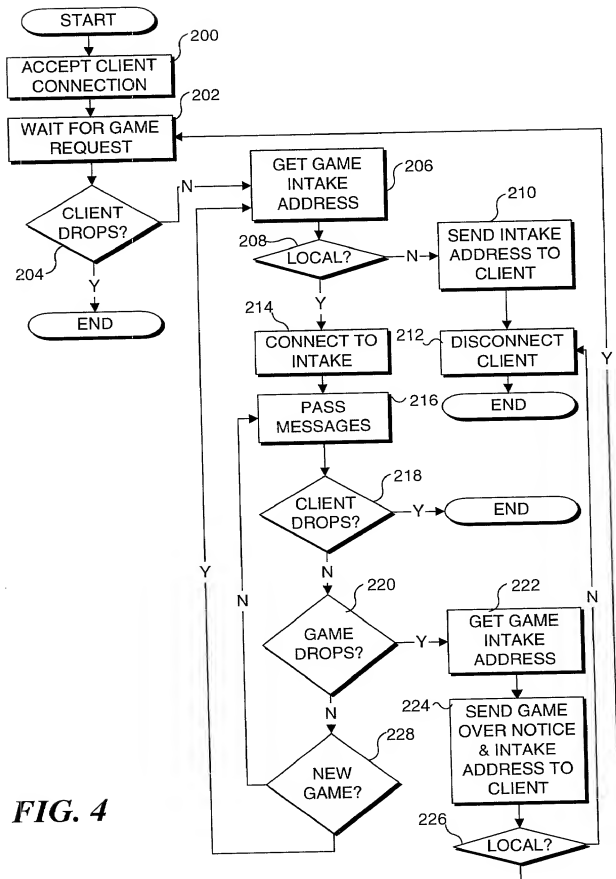 START
200
ACCEPT CLIENT
CONNECTION
202
WAIT FOR GAME
REQUEST
CLIENT
DROPS?
204
N
Y
END
GET GAME
INTAKE
ADDRESS
206
208
LOCAL?
N
Y
210
SEND INTAKE
ADDRESS TO
CLIENT
214
CONNECT TO
INTAKE
212
DISCONNECT
CLIENT
END
Y
PASS
MESSAGES
216
CLIENT
DROPS?
218
Y
END
N
Y
N
N
220
GAME
DROPS?
Y
222
GET GAME
INTAKE
ADDRESS
N
224
SEND GAME
OVER NOTICE
& INTAKE
ADDRESS TO
CLIENT
228
NEW
GAME?
226
LOCAL?
FIG. 4